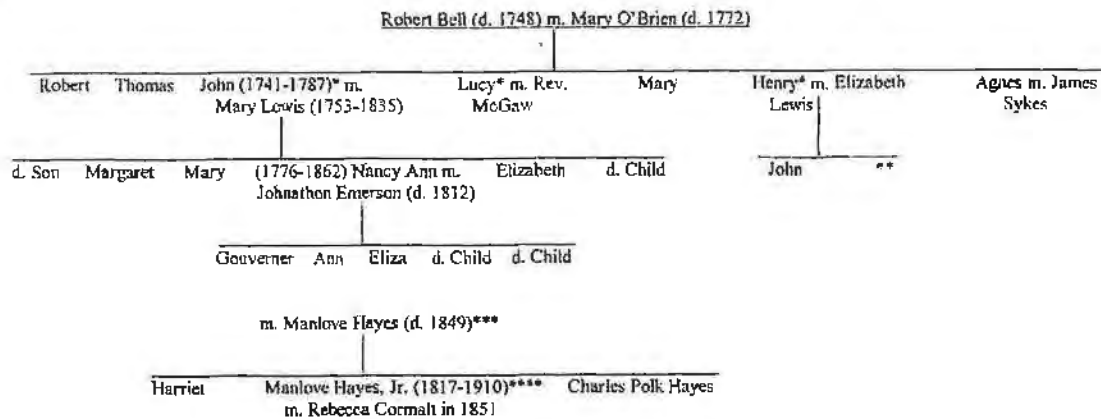 Robert Bell (d. 1748) m. Mary O'Brien (d. 1772)
Robert Thomas John (1741-1787)* m. Lucy* m. Rev. Mary Henry* m. Elizabeth Agnes m. James
Mary Lewis (1753-1835) McGaw Lewis Sykes
d. Son Margaret Mary (1776-1862) Nancy Ann m. Elizabeth d. Child John **
Johnathon Emerson (d. 1812)
Gouverner Ann Eliza d. Child d. Child
m. Manlove Hayes (d. 1849)***
Harriet Manlove Hayes, Jr. (1817-1910)**** Charles Polk Hayes
m. Rebecca Cormalt in 1851